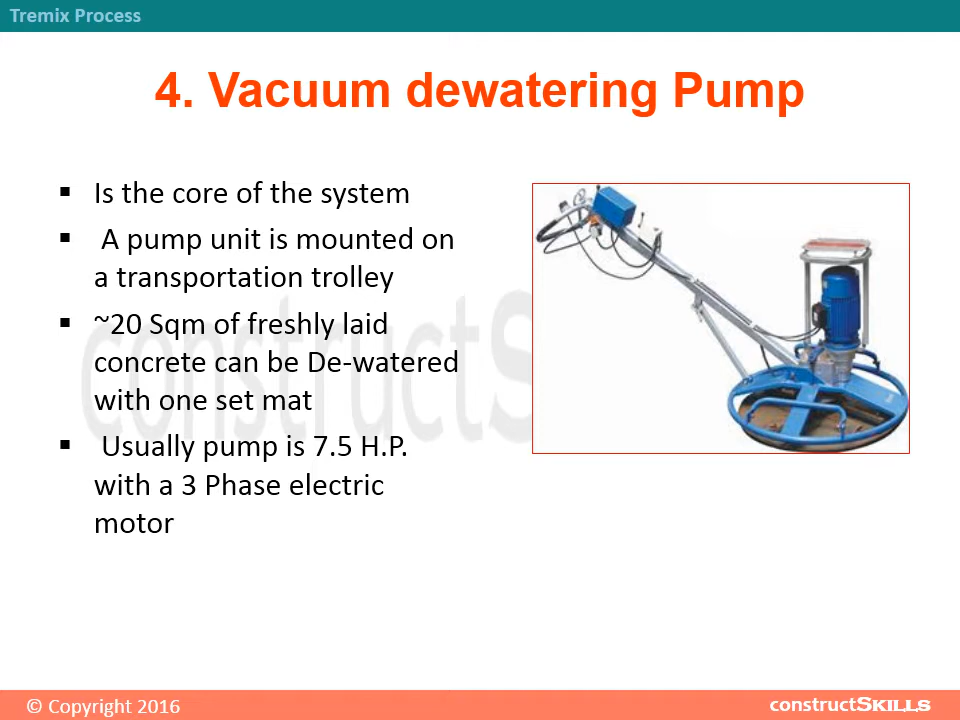 Tremix Process
4. Vacuum dewatering Pump
▪ Is the core of the system
▪ A pump unit is mounted on
a transportation trolley
▪ ~20 Sqm of freshly laid
concrete can be De-watered
with one set mat
▪ Usually pump is 7.5 H.P.
with a 3 Phase electric
motor
constructS
© Copyright 2016
constructSKILLS